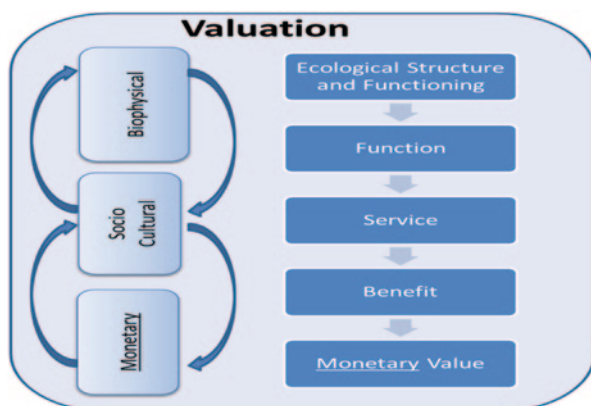 Valuation
Biophysical
Socio
Cultural
Monetary
Ecological Structure
and Functioning
Function
Service
Benefit
Monetary Value